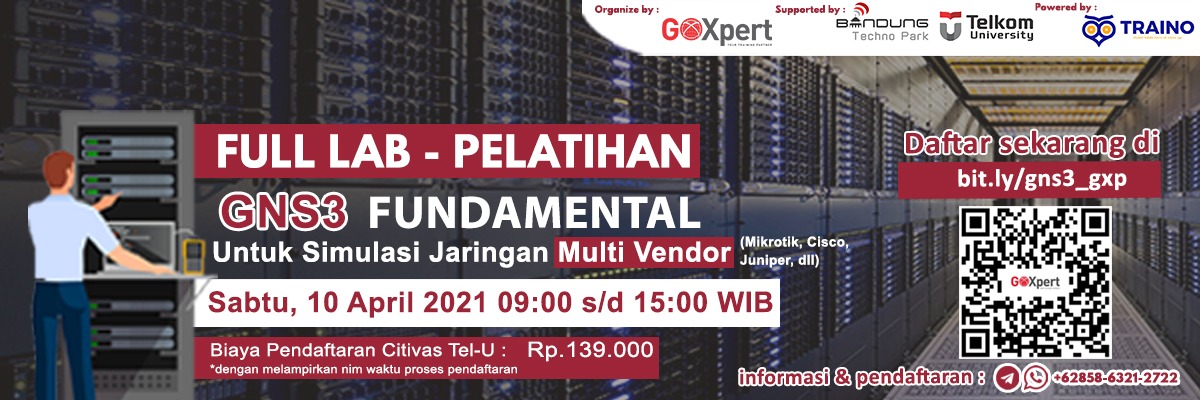 Organize by :
GOXpert
YOUR TRAINING PARTNER
Supported by :
BANDUNG
Techno Park
Telkom
University
Powered by :
TRAINO
FULL LAB - PELATIHAN
GNS3 FUNDAMENTAL
Untuk Simulasi Jaringan Multi Vendor (Mikrotik, Cisco,
Juniper, dll)
Sabtu, 10 April 2021 09:00 s/d 15:00 WIB
Biaya Pendaftaran Citivas Tel-U : Rp.139.000
*dengan melampirkan nim waktu proses pendaftaran
Daftar sekarang di
bit.ly/gns3_gxp
GOXpert
informasi & pendaftaran : +62858-6321-2722